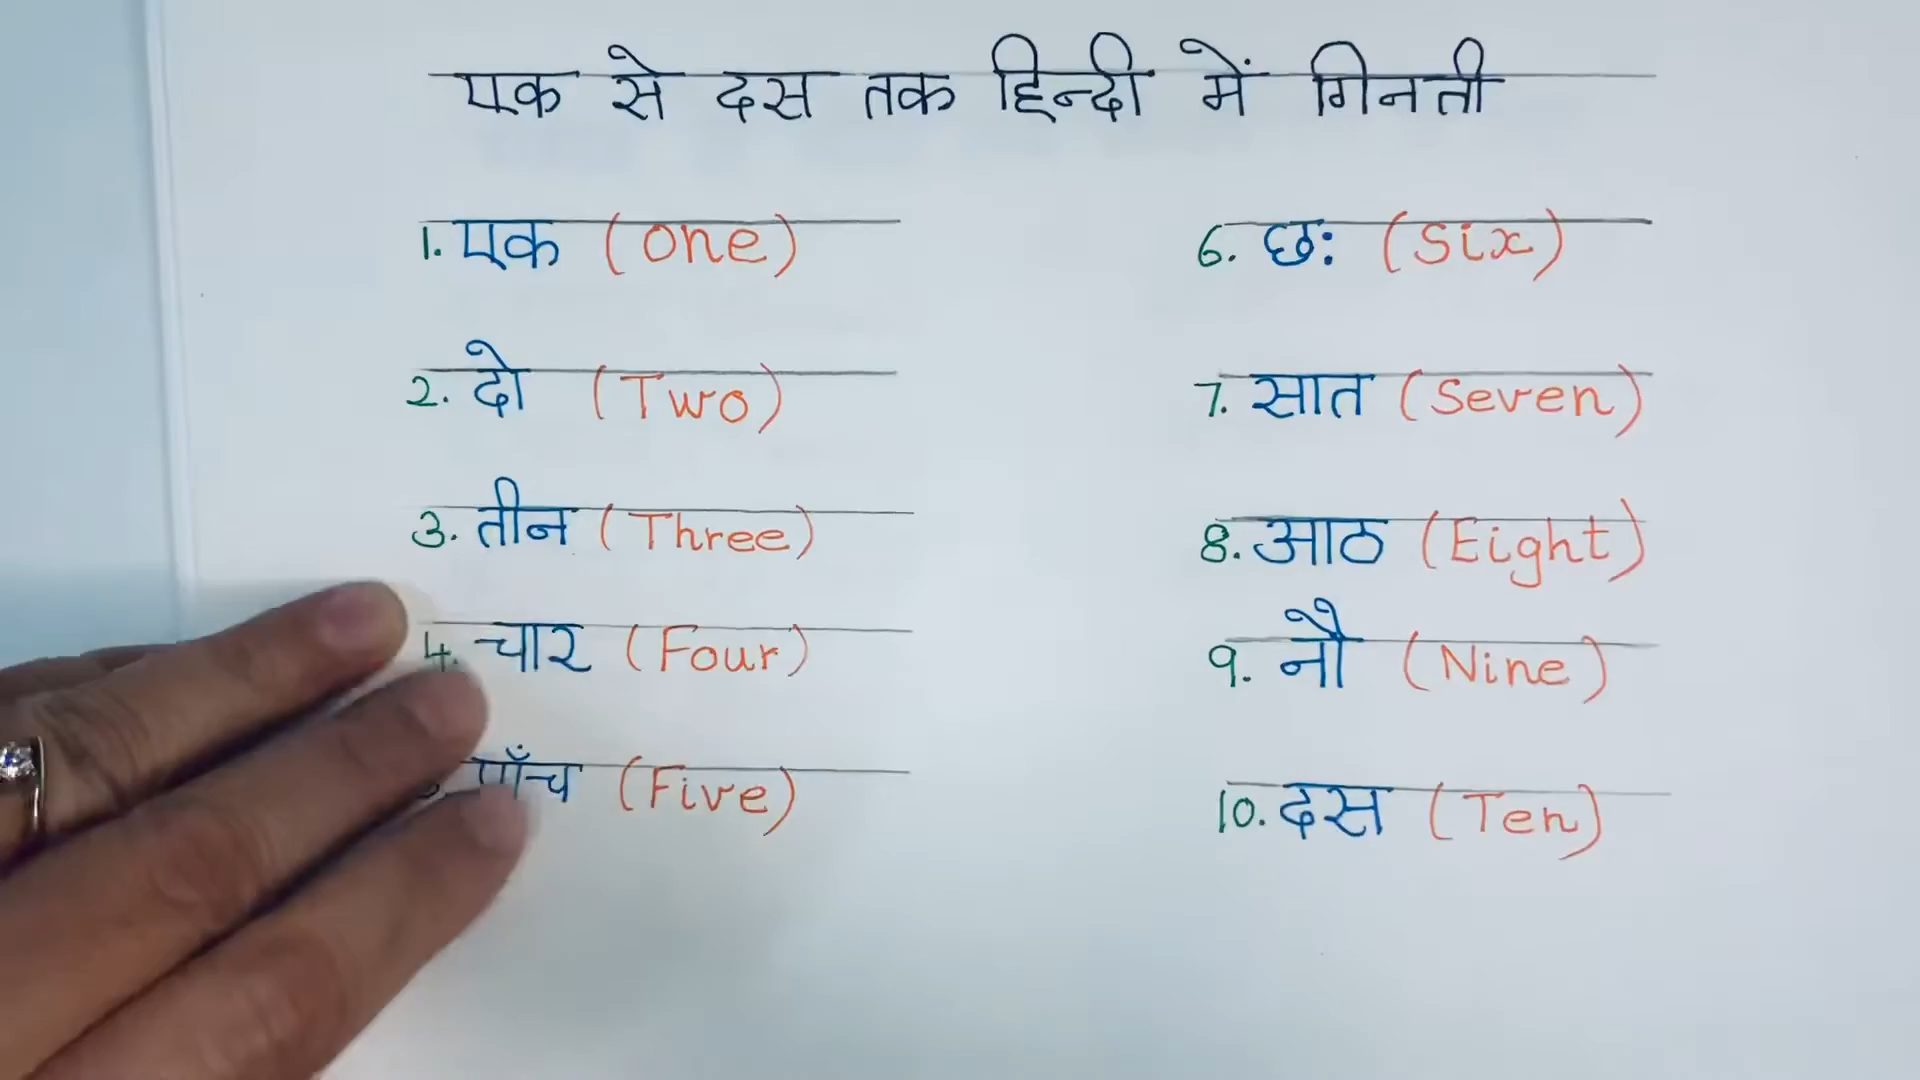 एक से दस तक हिन्दी में गिनती
1. एक (one)
2. दो (Two)
3. तीन (Three)
4. चार (Four)
पाँच (Five)
6. छः (Six)
7. सात (Seven)
8. आठ (Eight)
9. नौ (Nine)
10. दस (Ten)